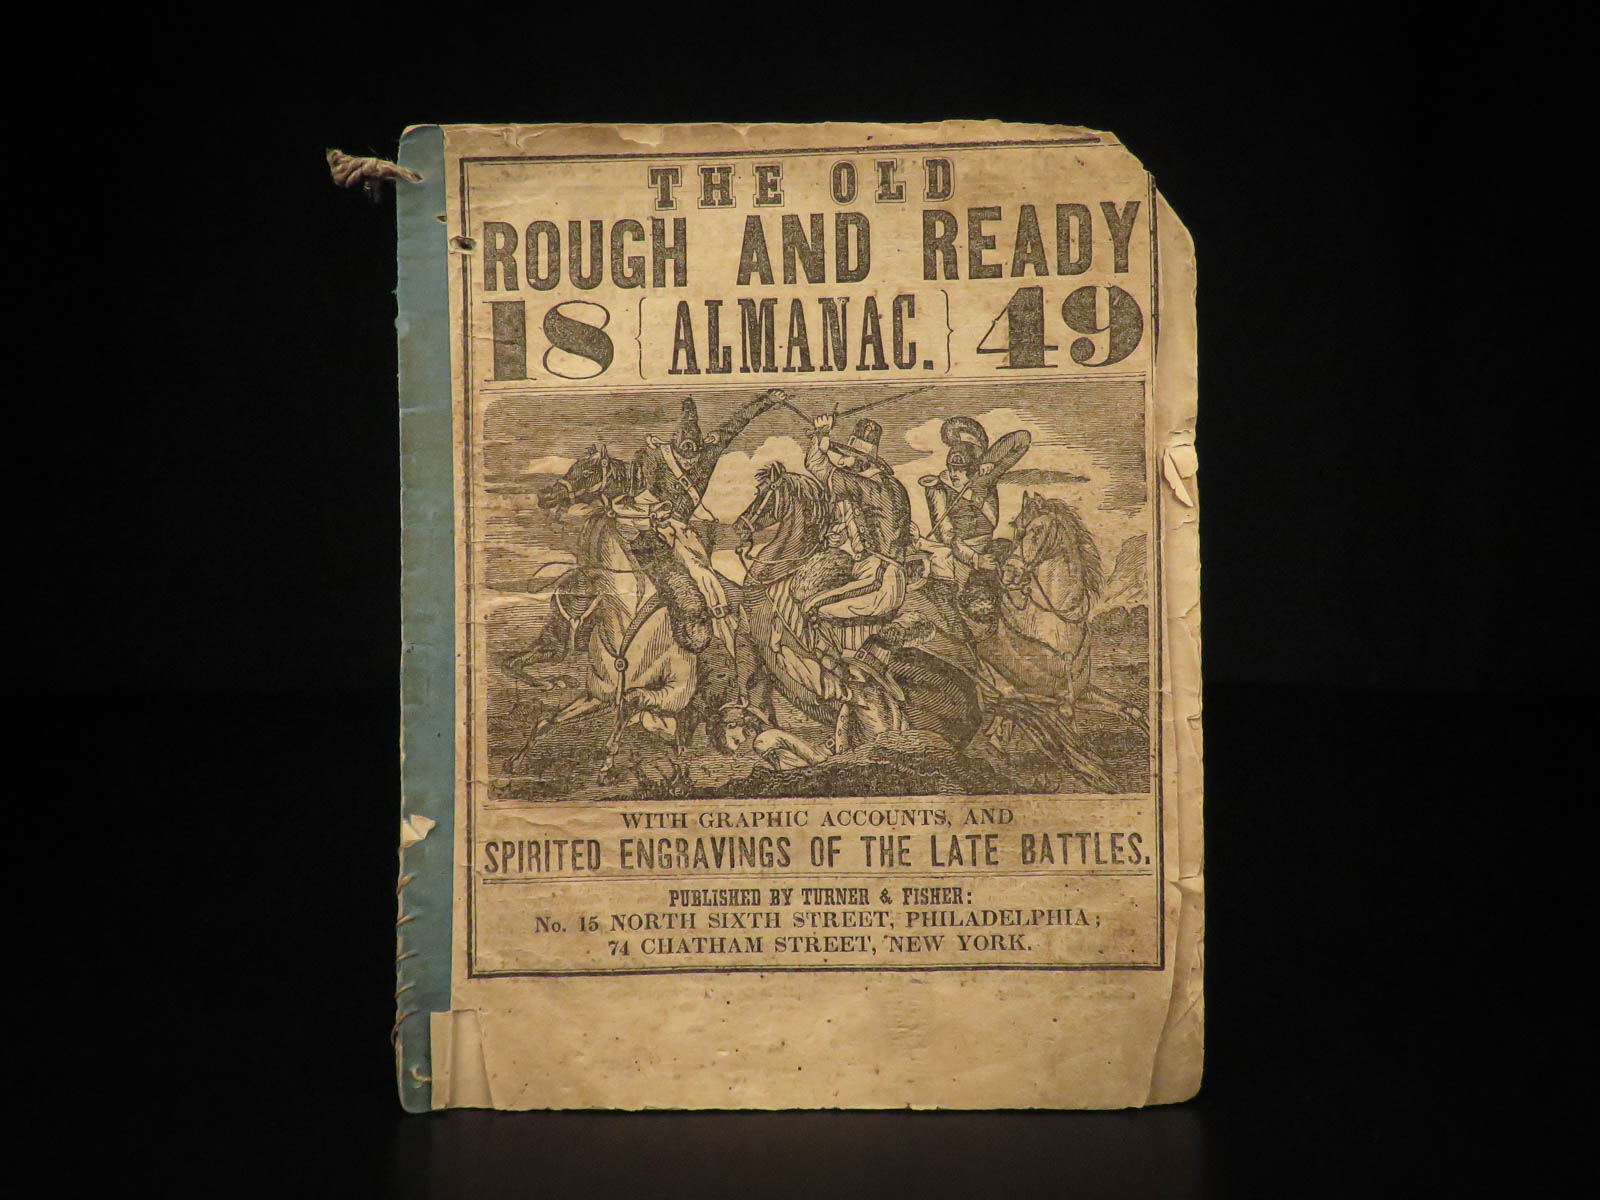 THE OLD
ROUGH AND READY
18 {ALMANAC.} 49
WITH GRAPHIC ACCOUNTS, AND
SPIRITED ENGRAVINGS OF THE LATE BATTLES.
PUBLISHED BY TURNER & FISHER:
No. 15 NORTH SIXTH STREET, PHILADELPHIA;
74 CHATHAM STREET, NEW YORK.